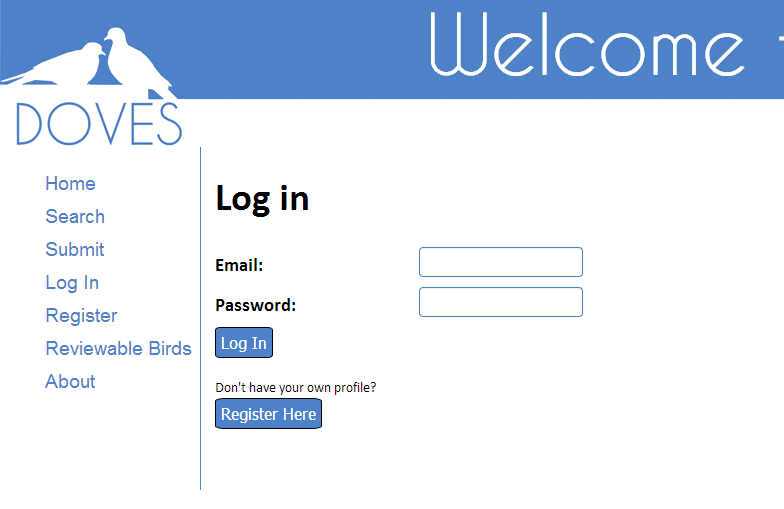 Welcome
DOVES
Home
Search
Submit
Log In
Register
Reviewable Birds
About
Log in
Email:
Password:
Log In
Don't have your own profile?
Register Here